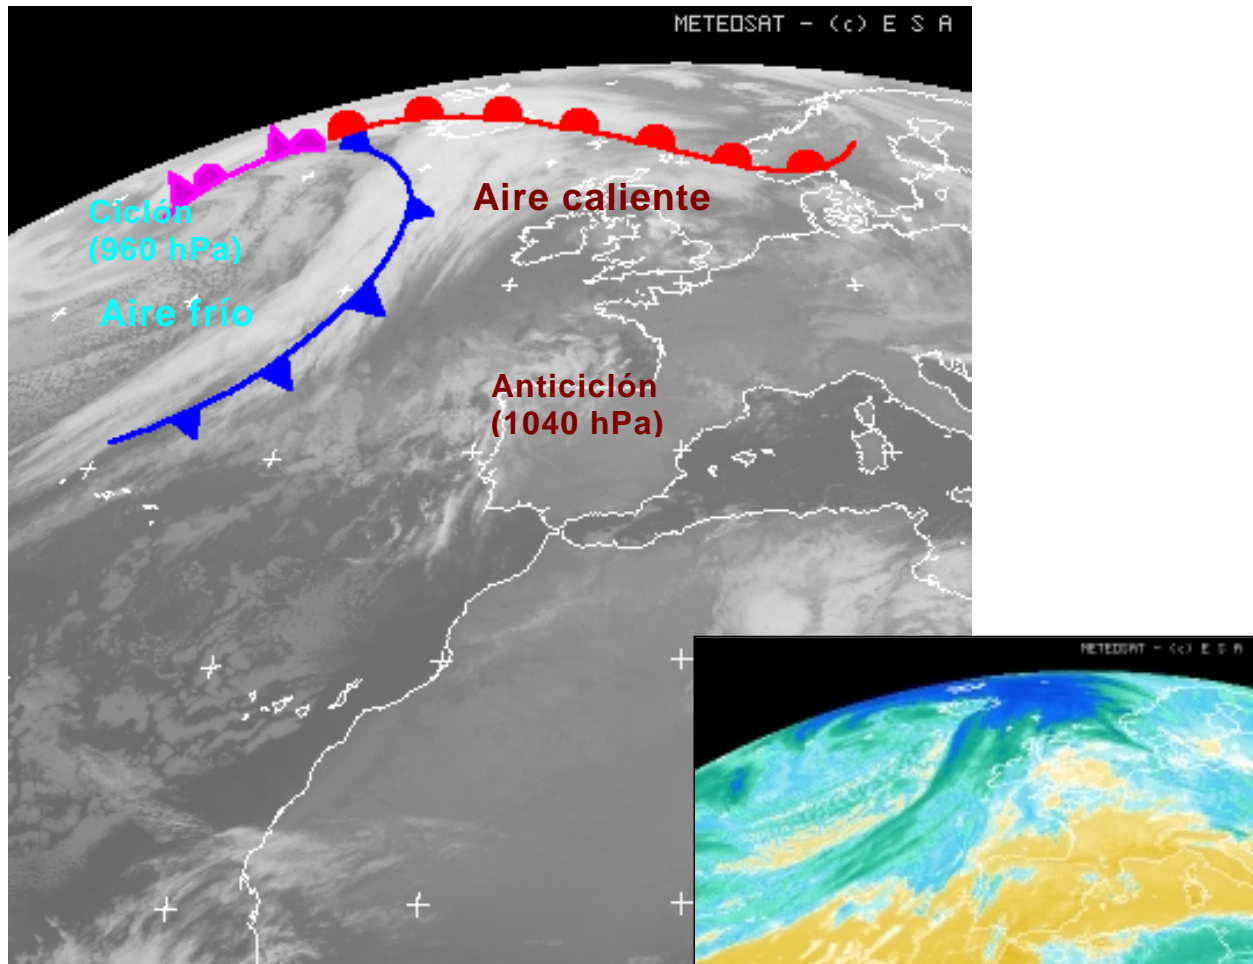 METEOSAT - (c) E S A
Aire caliente
Ciclón
(960 hPa)
Aire frío
Anticiclón
(1040 hPa)
METEOSAT - (c) E S A